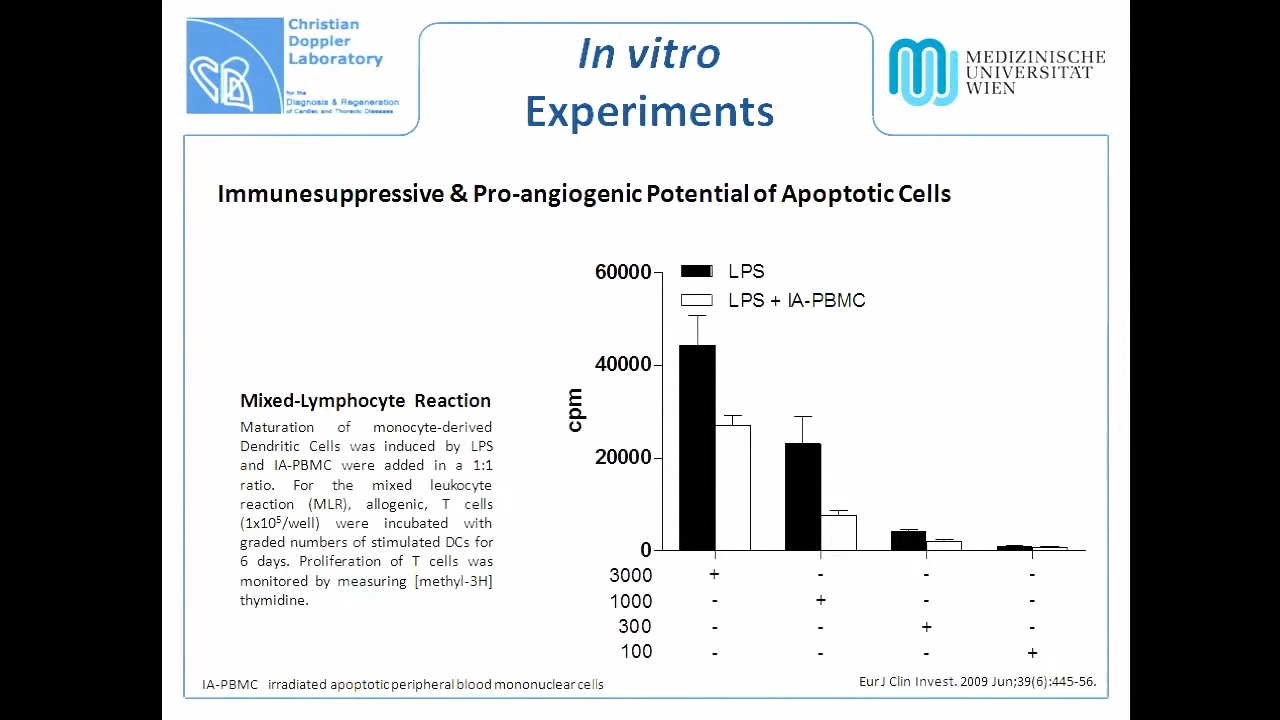 Christian
Doppler
Laboratory
for the
Diagnosis & Regeneration
of Cardiac and Thoracic Diseases
In vitro
Experiments
MEDIZINISCHE
UNIVERSITÄT
WIEN
Immunesuppressive & Pro-angiogenic Potential of Apoptotic Cells
Mixed-Lymphocyte Reaction
Maturation of monocyte-derived
Dendritic Cells was induced by LPS
and IA-PBMC were added in a 1:1
ratio. For the mixed leukocyte
reaction (MLR), allogenic, T cells
(1x10⁵/well) were incubated with
graded numbers of stimulated DCs for
6 days. Proliferation of T cells was
monitored by measuring [methyl-3H]
thymidine.
LPS
LPS + IA-PBMC
cpm
60000
40000
20000
0
3000 + - - -
1000 - + - -
300 - - + -
100 - - - +
IA-PBMC irradiated apoptotic peripheral blood mononuclear cells
Eur J Clin Invest. 2009 Jun;39(6):445-56.